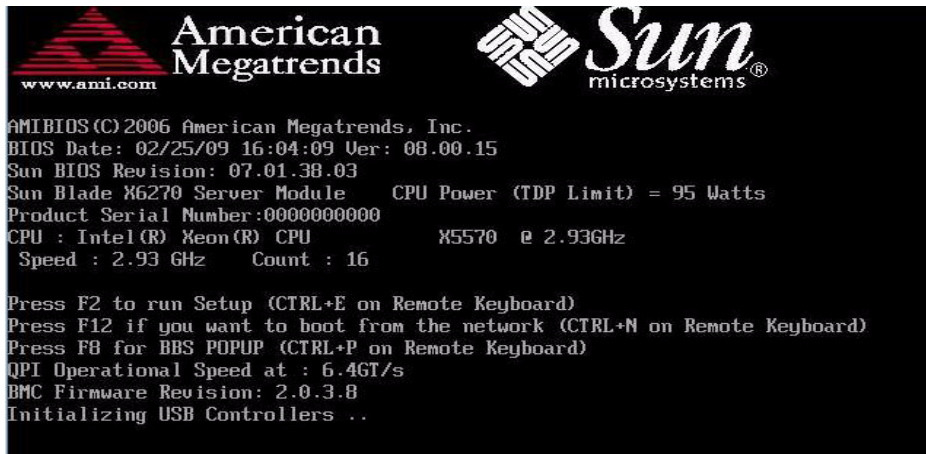 American
Megatrends
www.ami.com
Sun
microsystems®
AMIBIOS(C)2006 American Megatrends, Inc.
BIOS Date: 02/25/09 16:04:09 Ver: 08.00.15
Sun BIOS Revision: 07.01.38.03
Sun Blade X6270 Server Module CPU Power (TDP Limit) = 95 Watts
Product Serial Number:0000000000
CPU : Intel(R) Xeon(R) CPU X5570 @ 2.93GHz
Speed : 2.93 GHz Count : 16
Press F2 to run Setup (CTRL+E on Remote Keyboard)
Press F12 if you want to boot from the network (CTRL+N on Remote Keyboard)
Press F8 for BBS POPUP (CTRL+P on Remote Keyboard)
QPI Operational Speed at : 6.4GT/s
BMC Firmware Revision: 2.0.3.8
Initializing USB Controllers ..